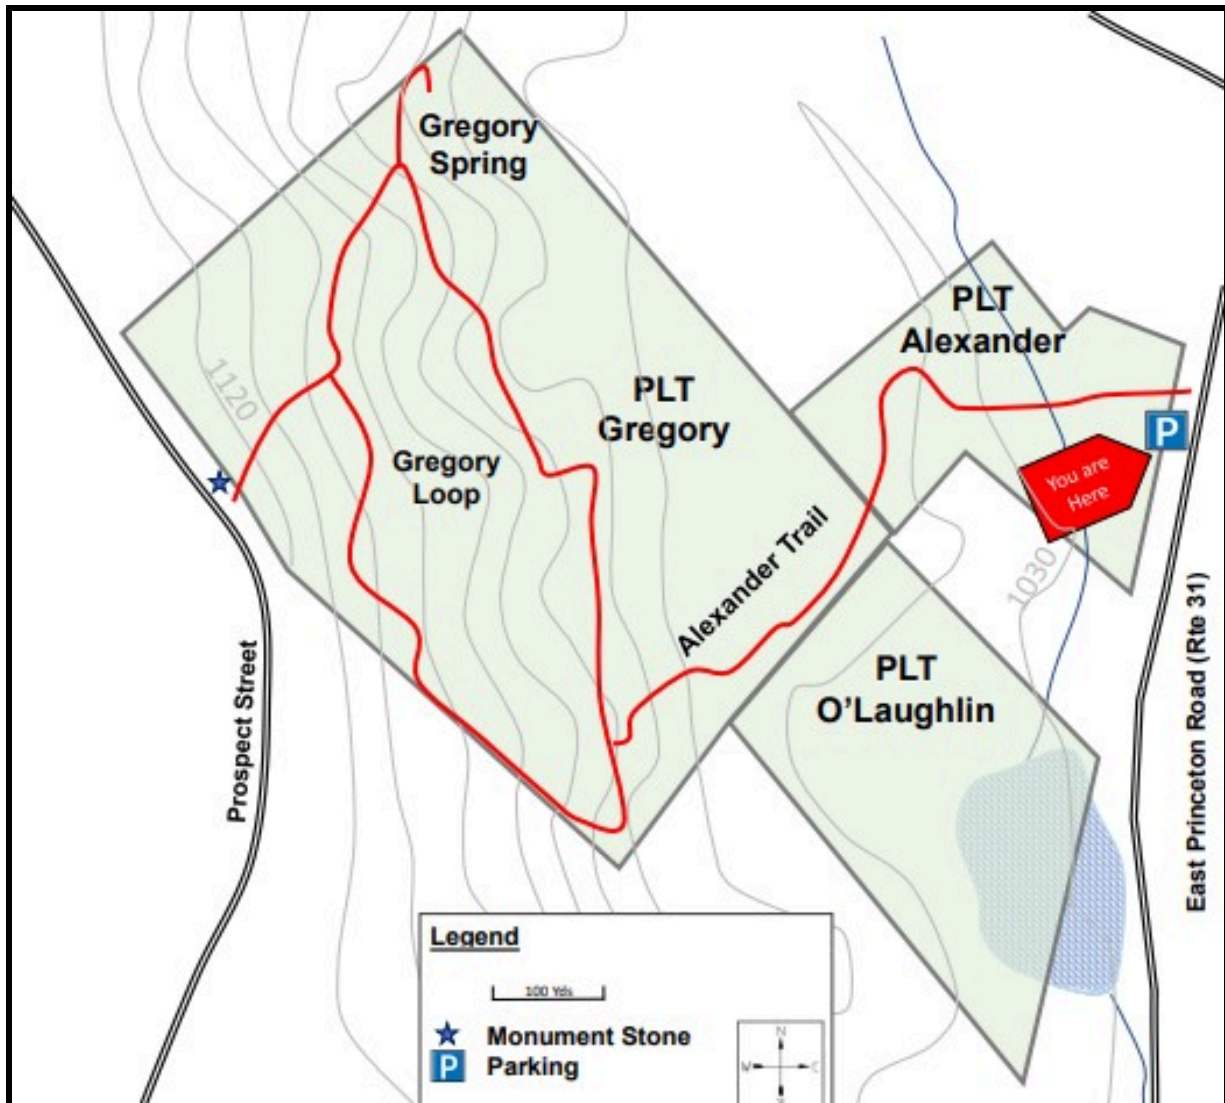 Gregory
Spring
PLT
Alexander
1120
PLT
Gregory
P
Gregory
Loop
You are
Here
Alexander Trail
1030
East Princeton Road (Rte 31)
PLT
O'Laughlin
Prospect Street
Legend
100 Yds
Monument Stone
P Parking
N
W